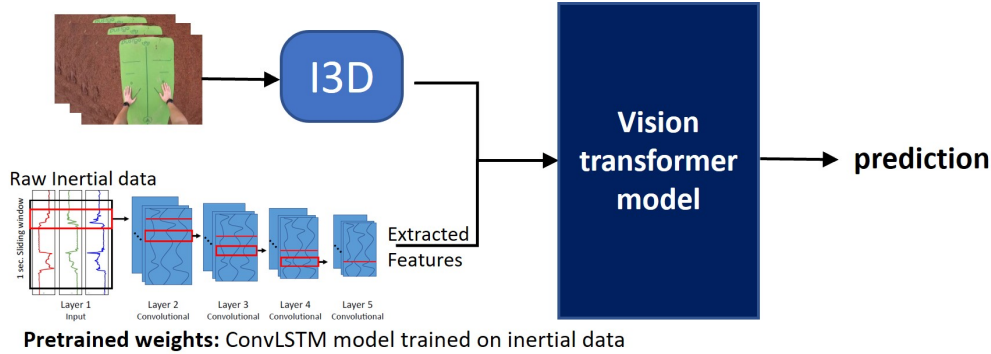 I3D
Vision
transformer
model
prediction
Raw Inertial data
1 sec. Sliding window
Extracted
Features
Layer 1
Input
Layer 2
Convolutional
Layer 3
Convolutional
Layer 4
Convolutional
Layer 5
Convolutional
Pretrained weights: ConvLSTM model trained on inertial data